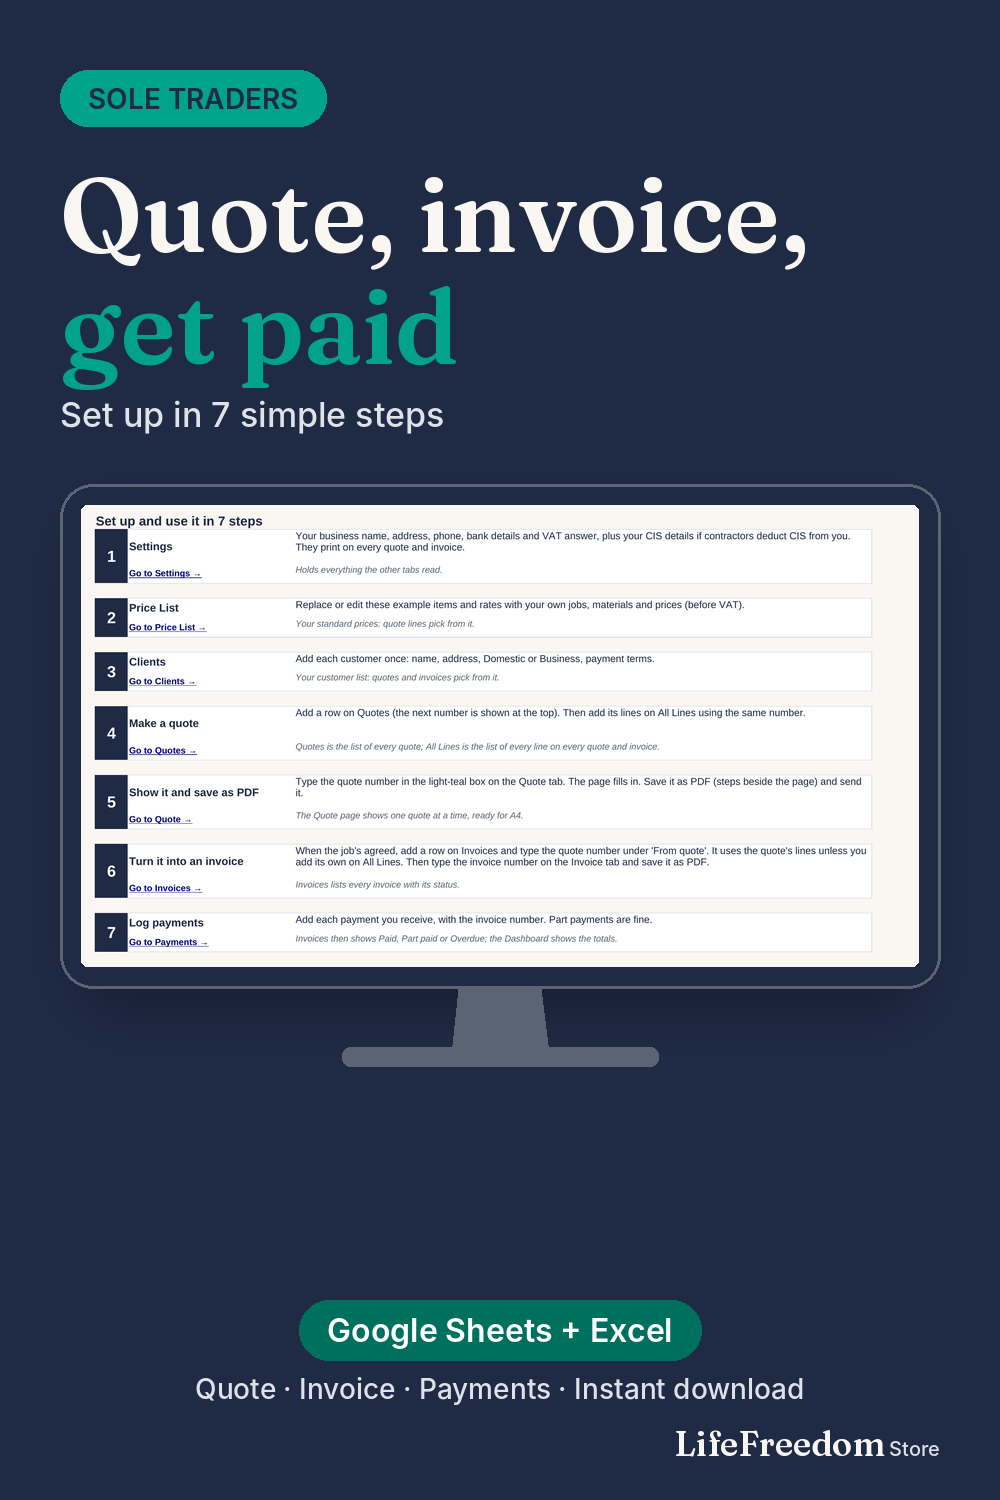 SOLE TRADERS
Quote, invoice,
get paid
Set up in 7 simple steps
Set up and use it in 7 steps
1
Settings
Go to Settings →
Your business name, address, phone, bank details and VAT answer, plus your CIS details if contractors deduct CIS from you.
They print on every quote and invoice.
Holds everything the other tabs read.
2
Price List
Go to Price List →
Replace or edit these example items and rates with your own jobs, materials and prices (before VAT).
Your standard prices: quote lines pick from it.
3
Clients
Go to Clients →
Add each customer once: name, address, Domestic or Business, payment terms.
Your customer list: quotes and invoices pick from it.
4
Make a quote
Go to Quotes →
Add a row on Quotes (the next number is shown at the top). Then add its lines on All Lines using the same number.
Quotes is the list of every quote; All Lines is the list of every line on every quote and invoice.
5
Show it and save as PDF
Go to Quote →
Type the quote number in the light-teal box on the Quote tab. The page fills in. Save it as PDF (steps beside the page) and send
it.
The Quote page shows one quote at a time, ready for A4.
6
Turn it into an invoice
Go to Invoices →
When the job's agreed, add a row on Invoices and type the quote number under 'From quote'. It uses the quote's lines unless you
add its own on All Lines. Then type the invoice number on the Invoice tab and save it as PDF.
Invoices lists every invoice with its status.
7
Log payments
Go to Payments →
Add each payment you receive, with the invoice number. Part payments are fine.
Invoices then shows Paid, Part paid or Overdue; the Dashboard shows the totals.
Google Sheets + Excel
Quote · Invoice · Payments · Instant download
LifeFreedom Store